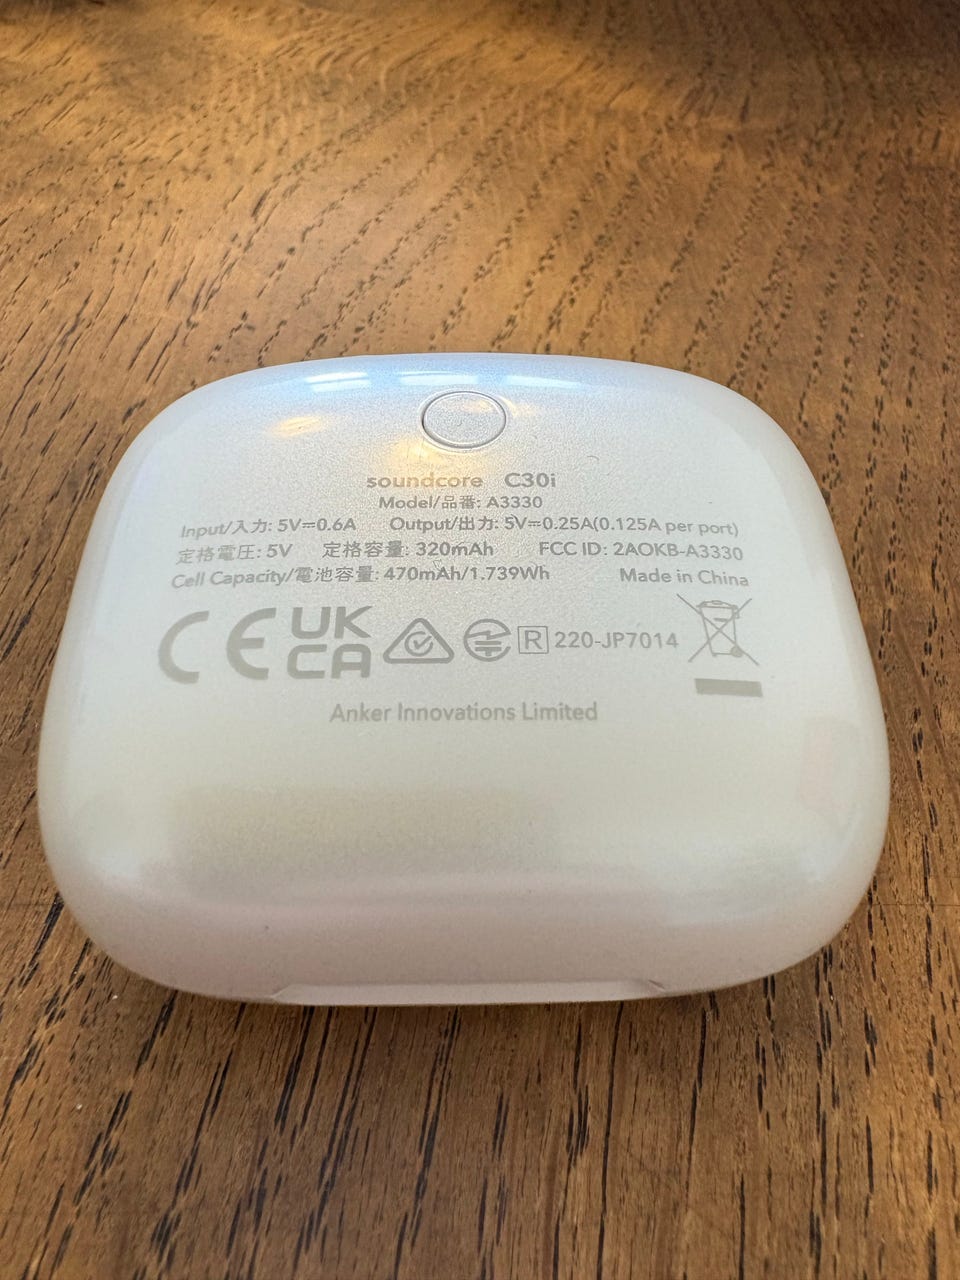 soundcore C30i
Model/品番: A3330
Input/入力: 5V⎓0.6A Output/出力: 5V⎓0.25A(0.125A per port)
定格電圧: 5V 定格容量: 320mAh FCC ID: 2AOKB-A3330
Cell Capacity/電池容量: 470mAh/1.739Wh Made in China
CE UKCA R 220-JP7014
Anker Innovations Limited